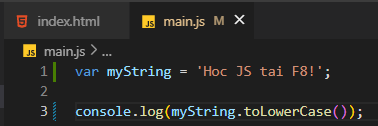 index.html
main.js M
JS main.js > ...
1 var myString = 'Hoc JS tai F8!';
2
3 console.log(myString.toLowerCase());